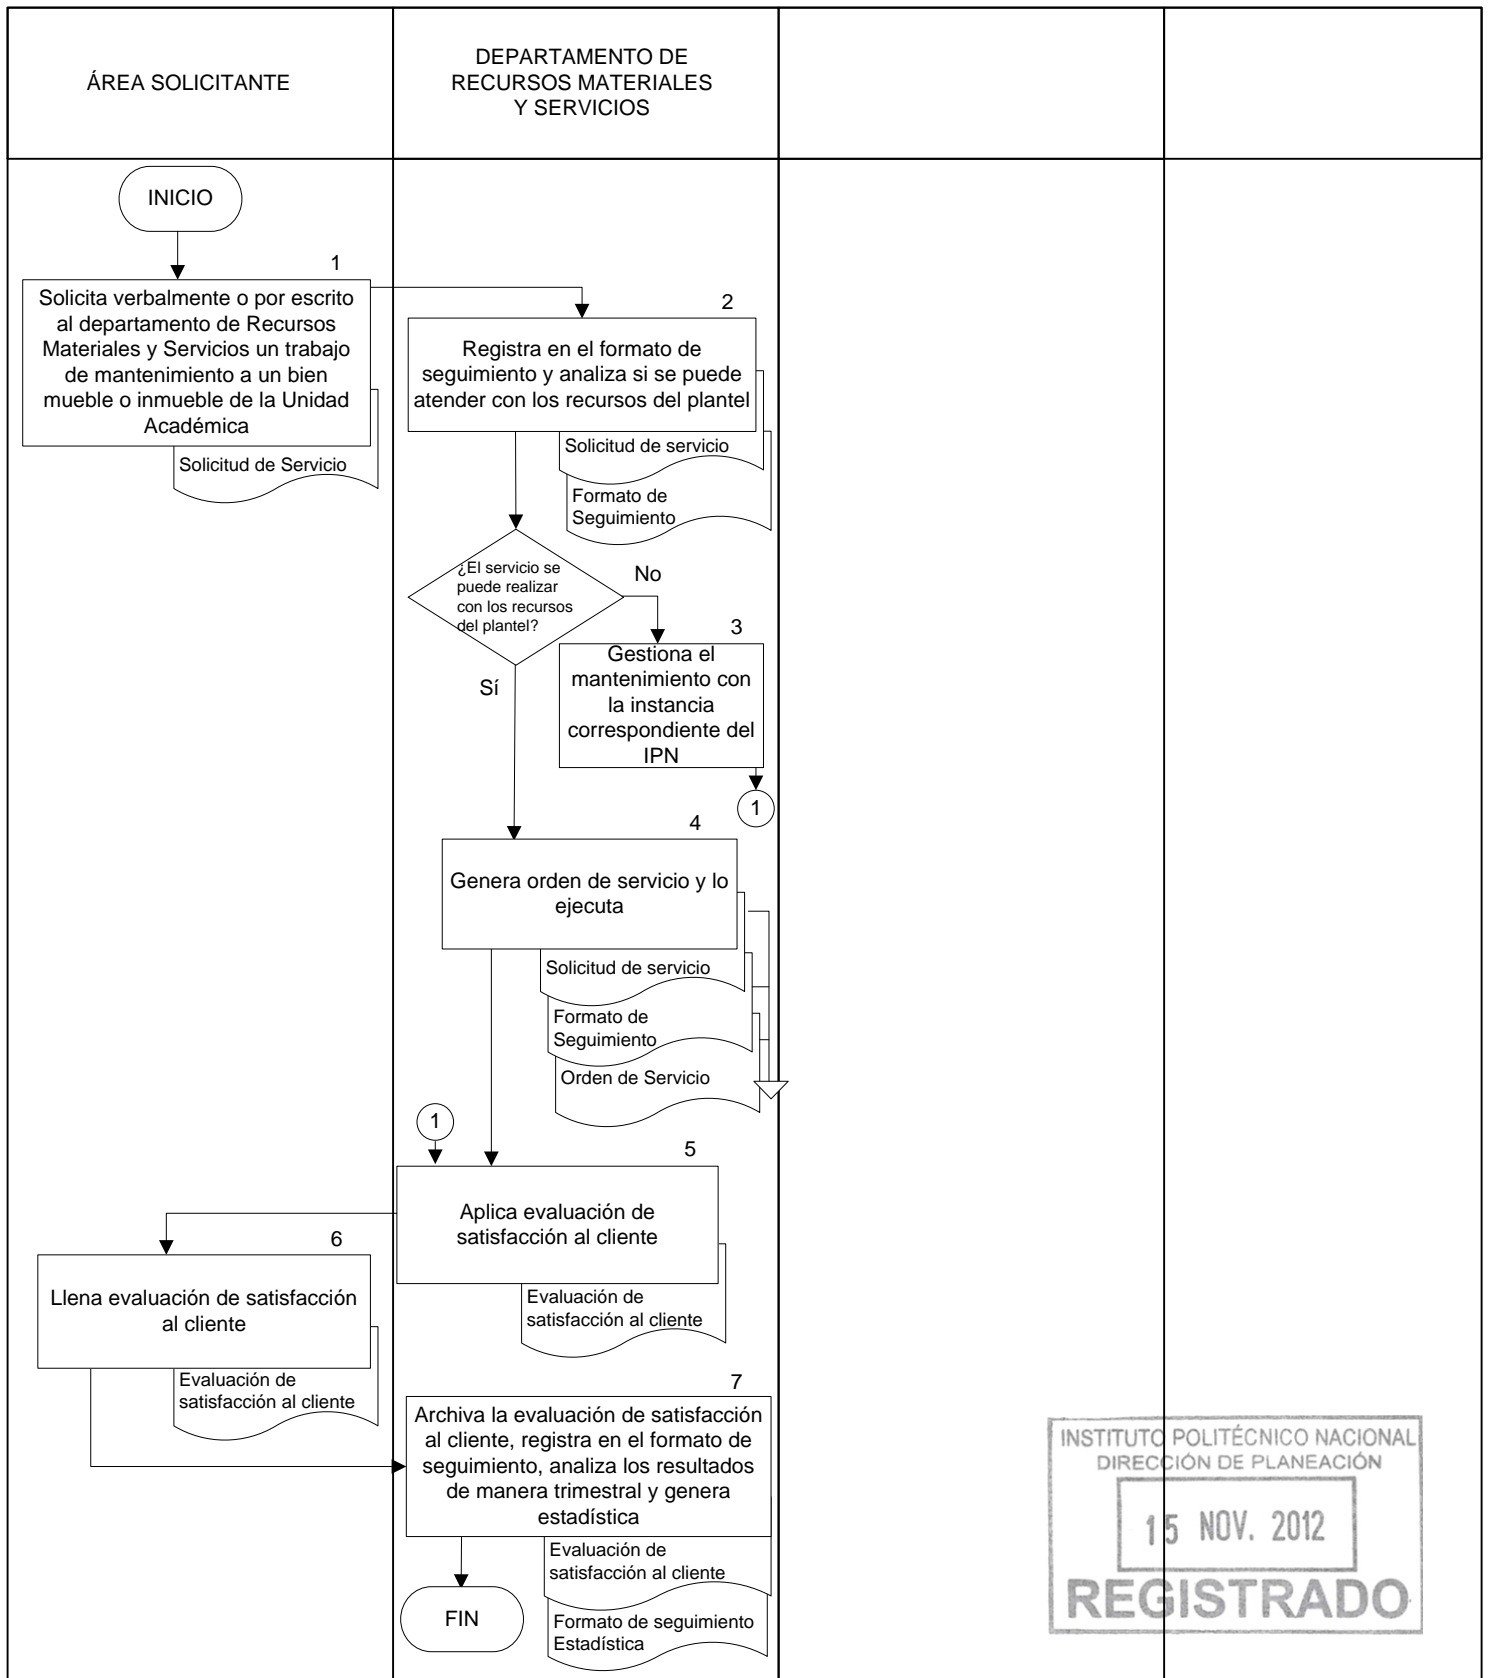 ÁREA SOLICITANTE
DEPARTAMENTO DE
RECURSOS MATERIALES
Y SERVICIOS
INICIO
1
Solicita verbalmente o por escrito
al departamento de Recursos
Materiales y Servicios un trabajo
de mantenimiento a un bien
mueble o inmueble de la Unidad
Académica
Solicitud de Servicio
2
Registra en el formato de
seguimiento y analiza si se puede
atender con los recursos del plantel
Solicitud de servicio
Formato de
Seguimiento
¿El servicio se
puede realizar
con los recursos
del plantel?
No
Sí
3
Gestiona el
mantenimiento con
la instancia
correspondiente del
IPN
1
4
Genera orden de servicio y lo
ejecuta
Solicitud de servicio
Formato de
Seguimiento
Orden de Servicio
1
5
Aplica evaluación de
satisfacción al cliente
Evaluación de
satisfacción al cliente
6
Llena evaluación de satisfacción
al cliente
Evaluación de
satisfacción al cliente
7
Archiva la evaluación de satisfacción
al cliente, registra en el formato de
seguimiento, analiza los resultados
de manera trimestral y genera
estadística
Evaluación de
satisfacción al cliente
Formato de seguimiento
Estadística
FIN
INSTITUTO POLITÉCNICO NACIONAL
DIRECCIÓN DE PLANEACIÓN
15 NOV. 2012
REGISTRADO